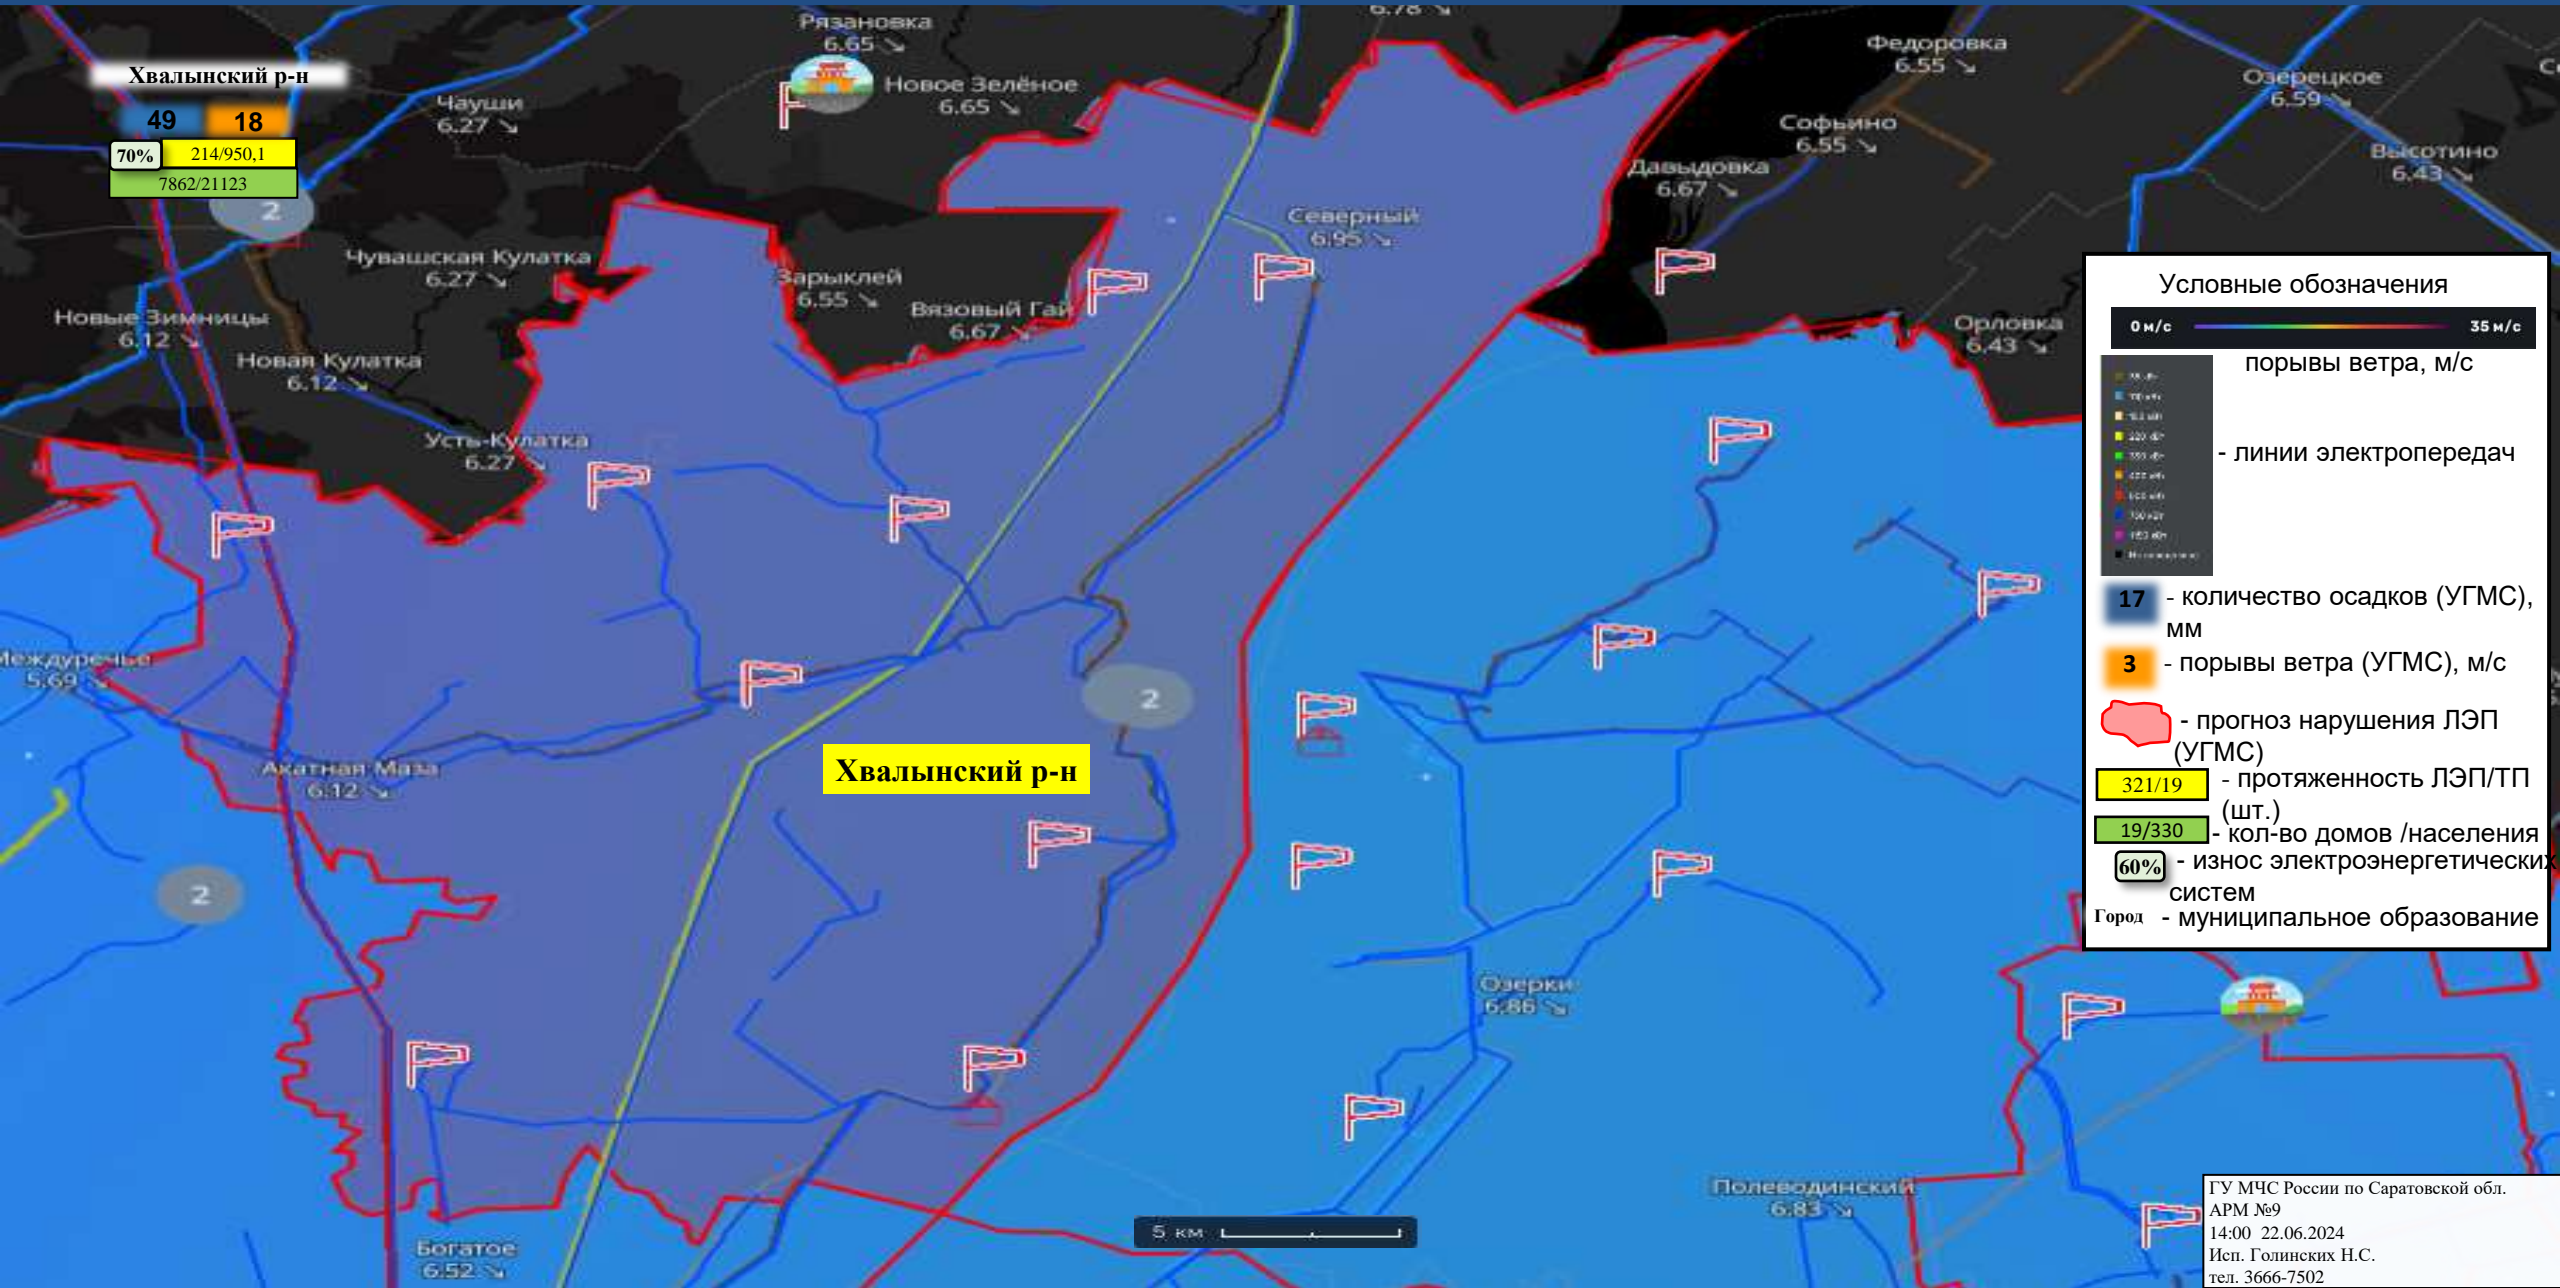 Хвалынский р-н
49 18
70% 214/950,1
7862/21123
2
Рязановка
6.65 ↘
Новое Зелёное
6.65 ↘
6.78 ↘
Чауши
6.27 ↘
Чувашская Кулатка
6.27 ↘
Новые Зимницы
6.12 ↘
Новая Кулатка
6.12 ↘
Усть-Кулатка
6.27 ↘
Зарыклей
6.55 ↘
Вязовый Гай
6.67 ↘
Северный
6.95 ↘
Федоровка
6.55 ↘
Софьино
6.55 ↘
Давыдовка
6.67 ↘
Озерецкое
6.59 ↘
Высотино
6.43 ↘
Орловка
6.43 ↘
Междуречье
5.69 ↘
Акатная Маза
6.12 ↘
2
2
Хвалынский р-н
Озерки
6.86 ↘
Полеводинский
6.83 ↘
Богатое
6.52 ↘
5 км
Условные обозначения
0 м/с 35 м/с
порывы ветра, м/с
- линии электропередач
17 - количество осадков (УГМС),
мм
3 - порывы ветра (УГМС), м/с
- прогноз нарушения ЛЭП
(УГМС)
321/19 - протяженность ЛЭП/ТП
(шт.)
19/330 - кол-во домов /населения
60% - износ электроэнергетических
систем
Город - муниципальное образование
ГУ МЧС России по Саратовской обл.
АРМ №9
14:00 22.06.2024
Исп. Голинских Н.С.
тел. 3666-7502